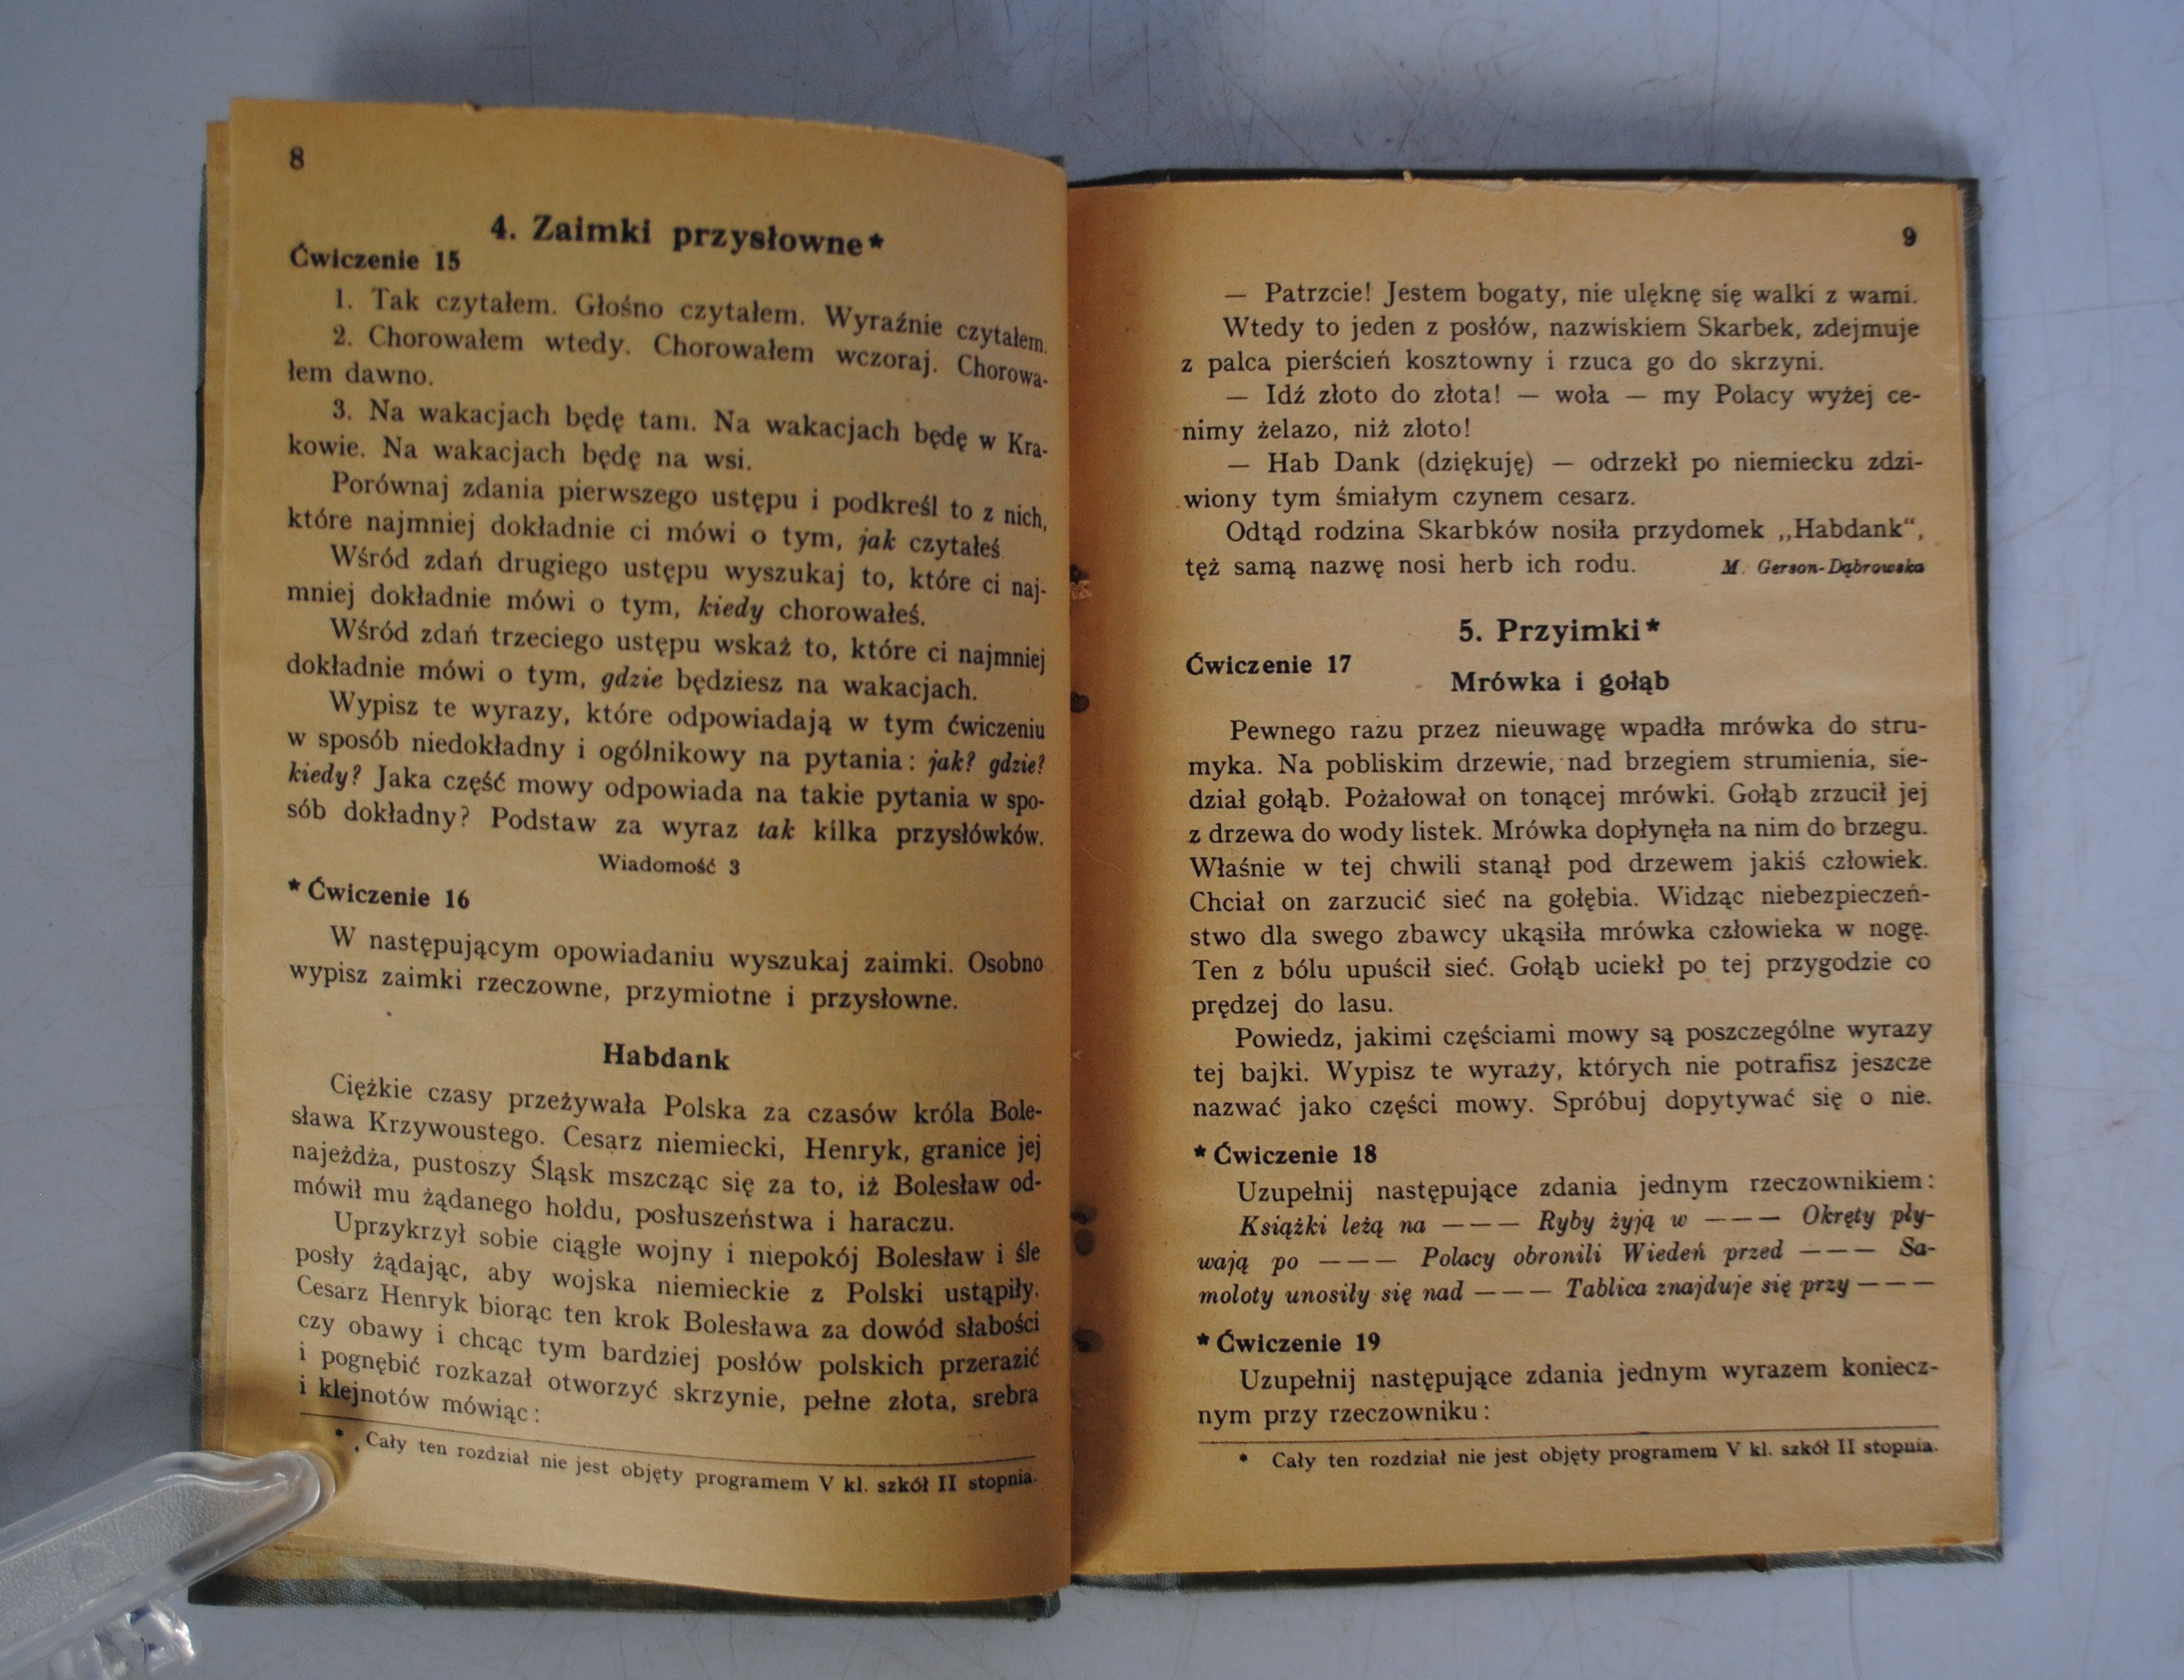 8
4. Zaimki przysłowne*
Ćwiczenie 15
1. Tak czytałem. Głośno czytałem. Wyraźnie czytałem.
2. Chorowałem wtedy. Chorowałem wczoraj. Chorowa-
łem dawno.
3. Na wakacjach będę tam. Na wakacjach będę w Kra-
kowie. Na wakacjach będę na wsi.
Porównaj zdania pierwszego ustępu i podkreśl to z nich,
które najmniej dokładnie ci mówi o tym, jak czytałeś
Wśród zdań drugiego ustępu wyszukaj to, które ci naj-
mniej dokładnie mówi o tym, kiedy chorowałeś.
Wśród zdań trzeciego ustępu wskaż to, które ci najmniej
dokładnie mówi o tym, gdzie będziesz na wakacjach.
Wypisz te wyrazy, które odpowiadają w tym ćwiczeniu
w sposób niedokładny i ogólnikowy na pytania: jak? gdzie?
kiedy? Jaka część mowy odpowiada na takie pytania w spo-
sób dokładny? Podstaw za wyraz tak kilka przysłówków.
Wiadomość 3
* Ćwiczenie 16
W następującym opowiadaniu wyszukaj zaimki. Osobno
wypisz zaimki rzeczowne, przymiotne i przysłowne.
Habdank
Ciężkie czasy przeżywała Polska za czasów króla Bole-
sława Krzywoustego. Cesarz niemiecki, Henryk, granice jej
najeżdża, pustoszy Śląsk mszcząc się za to, iż Bolesław od-
mówił mu żądanego hołdu, posłuszeństwa i haraczu.
Uprzykrzył sobie ciągłe wojny i niepokój Bolesław i śle
posły żądając, aby wojska niemieckie z Polski ustąpiły.
Cesarz Henryk biorąc ten krok Bolesława za dowód słabości
czy obawy i chcąc tym bardziej posłów polskich przerazić
i pognębić rozkazał otworzyć skrzynie, pełne złota, srebra
i klejnotów mówiąc:
* Cały ten rozdział nie jest objęty programem V kl. szkół II stopnia.
9
— Patrzcie! Jestem bogaty, nie ulęknę się walki z wami.
Wtedy to jeden z posłów, nazwiskiem Skarbek, zdejmuje
z palca pierścień kosztowny i rzuca go do skrzyni.
— Idź złoto do złota! — woła — my Polacy wyżej ce-
nimy żelazo, niż złoto!
— Hab Dank (dziękuję) — odrzekł po niemiecku zdzi-
wiony tym śmiałym czynem cesarz.
Odtąd rodzina Skarbków nosiła przydomek „Habdank“,
tęż samą nazwę nosi herb ich rodu. M. Gerson-Dąbrowska
5. Przyimki*
Ćwiczenie 17
Mrówka i gołąb
Pewnego razu przez nieuwagę wpadła mrówka do stru-
myka. Na pobliskim drzewie, nad brzegiem strumienia, sie-
dział gołąb. Pożałował on tonącej mrówki. Gołąb zrzucił jej
z drzewa do wody listek. Mrówka dopłynęła na nim do brzegu.
Właśnie w tej chwili stanął pod drzewem jakiś człowiek.
Chciał on zarzucić sieć na gołębia. Widząc niebezpieczeń-
stwo dla swego zbawcy ukąsiła mrówka człowieka w nogę.
Ten z bólu upuścił sieć. Gołąb uciekł po tej przygodzie co
prędzej do lasu.
Powiedz, jakimi częściami mowy są poszczególne wyrazy
tej bajki. Wypisz te wyrazy, których nie potrafisz jeszcze
nazwać jako części mowy. Spróbuj dopytywać się o nie.
* Ćwiczenie 18
Uzupełnij następujące zdania jednym rzeczownikiem:
Książki leżą na — — — Ryby żyją w — — — Okręty pły-
wają po — — — Polacy obronili Wiedeń przed — — — Sa-
moloty unosiły się nad — — — Tablica znajduje się przy — — —
* Ćwiczenie 19
Uzupełnij następujące zdania jednym wyrazem koniecz-
nym przy rzeczowniku:
* Cały ten rozdział nie jest objęty programem V kl. szkół II stopnia.